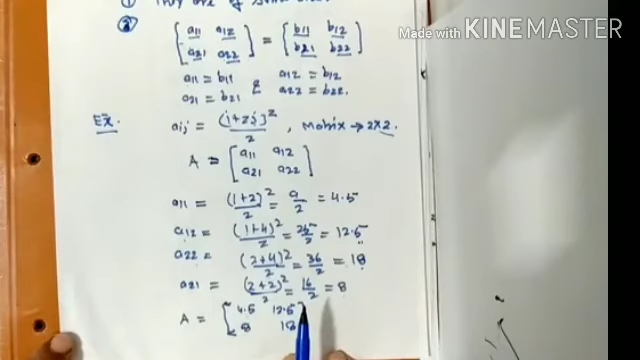 Made with KINEMASTER
① They are of same
②
[a11 a12
a21 a22] = [b11 b12
b21 b22]
a11 = b11 & a12 = b12
a21 = b21 a22 = b22.
Ex. aij = (i+2j)²/2, Matrix → 2x2.
A = [a11 a12
a21 a22]
a11 = (1+2)²/2 = 9/2 = 4.5
a12 = (1+4)²/2 = 25/2 = 12.5
a22 = (2+4)²/2 = 36/2 = 18
a21 = (2+2)²/2 = 16/2 = 8
A = [4.5 12.5
8 18]